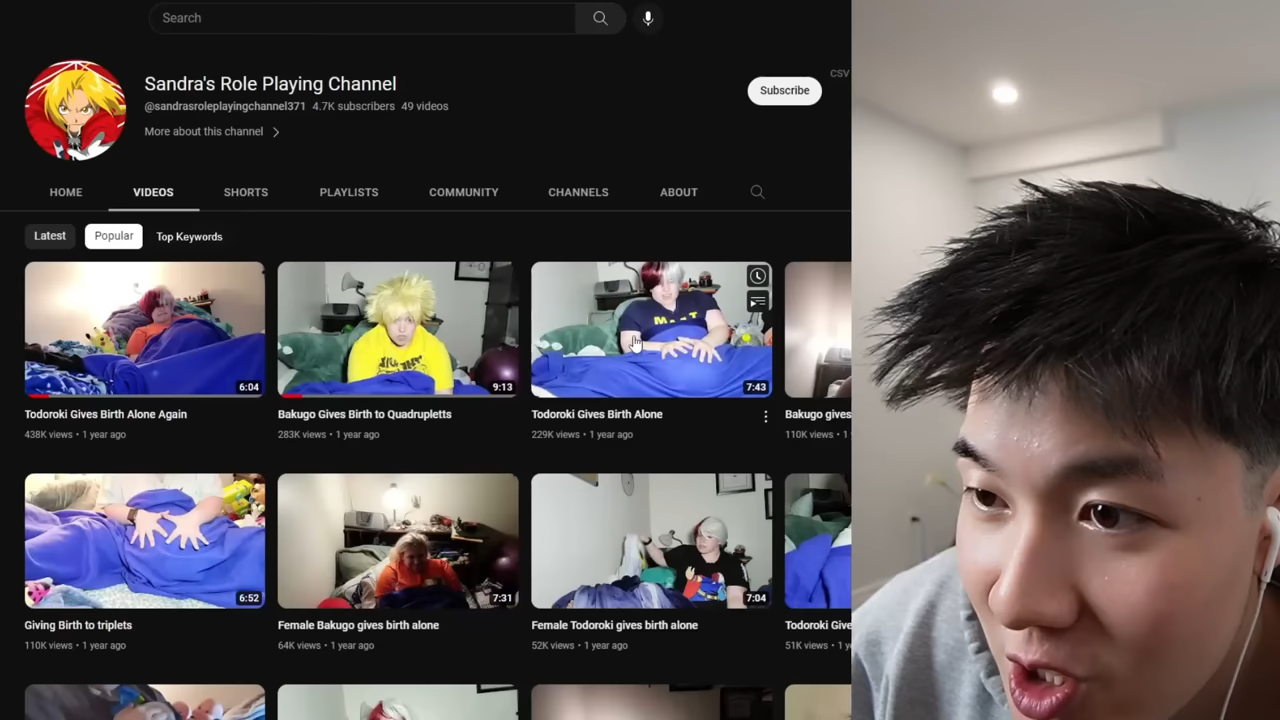 Search
Sandra's Role Playing Channel
CSV
@sandrasroleplayingchannel371 4.7K subscribers 49 videos
Subscribe
More about this channel
HOME VIDEOS SHORTS PLAYLISTS COMMUNITY CHANNELS ABOUT
Latest Popular Top Keywords
6:04 9:13 7:43
Todoroki Gives Birth Alone Again
438K views • 1 year ago
Bakugo Gives Birth to Quadrupletts
283K views • 1 year ago
Todoroki Gives Birth Alone
229K views • 1 year ago
Bakugo gives
110K views • 1
6:52 7:31 7:04
Giving Birth to triplets
110K views • 1 year ago
Female Bakugo gives birth alone
64K views • 1 year ago
Female Todoroki gives birth alone
52K views • 1 year ago
Todoroki Give
51K views • 1 ye